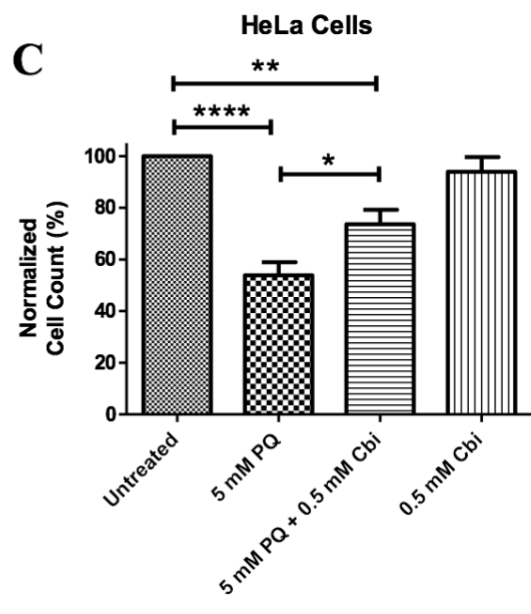 HeLa Cells
C
**
****
*
Normalized
Cell Count (%)
100
80
60
40
20
0
Untreated
5 mM PQ
5 mM PQ + 0.5 mM Cbi
0.5 mM Cbi